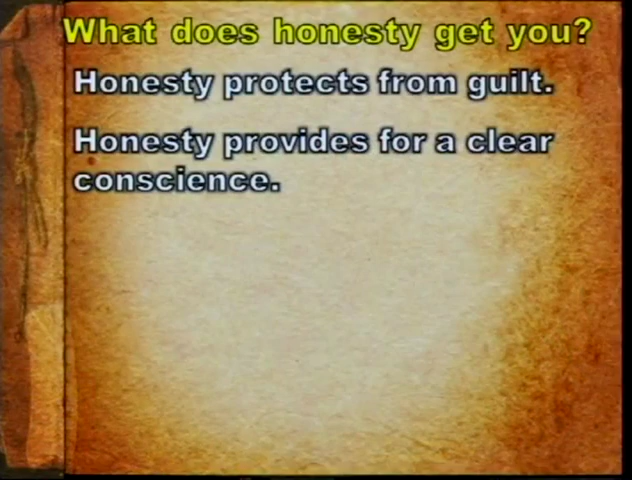 What does honesty get you?
Honesty protects from guilt.
Honesty provides for a clear
conscience.